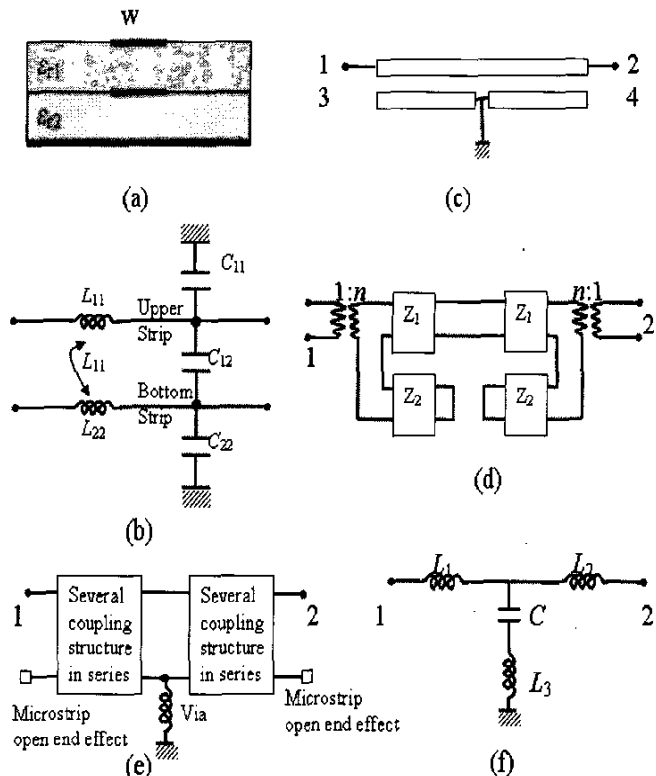 W
εr1
εr2
(a)
1 2
3 4
(c)
C11
L11
Upper
Strip
L11
C12
Bottom
Strip
L22
C22
(b)
1:n
Z1
Z1
n:1
1
2
Z2
Z2
(d)
1
Several
coupling
structure
in series
Several
coupling
structure
in series
2
Microstrip
open end effect
Via
Microstrip
open end effect
(e)
L1
L2
1
2
C
L3
(f)